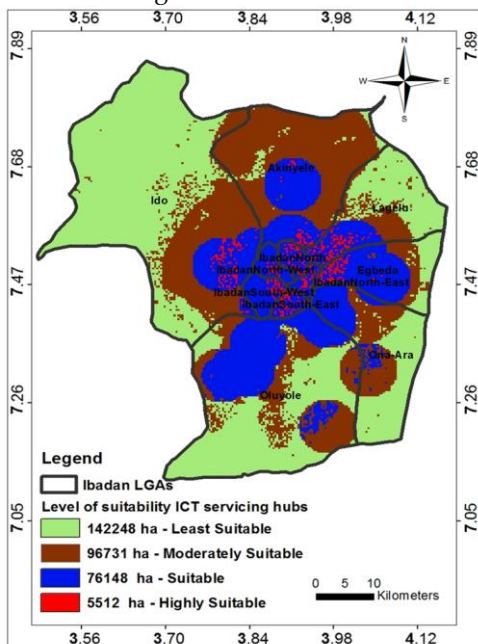 3.56 3.70 3.84 3.98 4.12
7.89 7.89
N
W E
S
7.68 7.68
Akinyele
Ido
Lagelu
7.47 7.47
IbadanNorth
IbadanNorth-West
Egbeda
IbadanNorth-East
IbadanSouth-West
IbadanSouth-East
Ona-Ara
7.26 7.26
Oluyole
Legend
Ibadan LGAs
Level of suitability ICT servicing hubs
7.05 7.05
142248 ha - Least Suitable
96731 ha - Moderately Suitable
76148 ha - Suitable
5512 ha - Highly Suitable
0 5 10
Kilometers
3.56 3.70 3.84 3.98 4.12